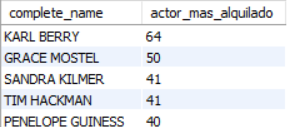 complete_name actor_mas_alquilado
KARL BERRY 64
GRACE MOSTEL 50
SANDRA KILMER 41
TIM HACKMAN 41
PENELOPE GUINESS 40